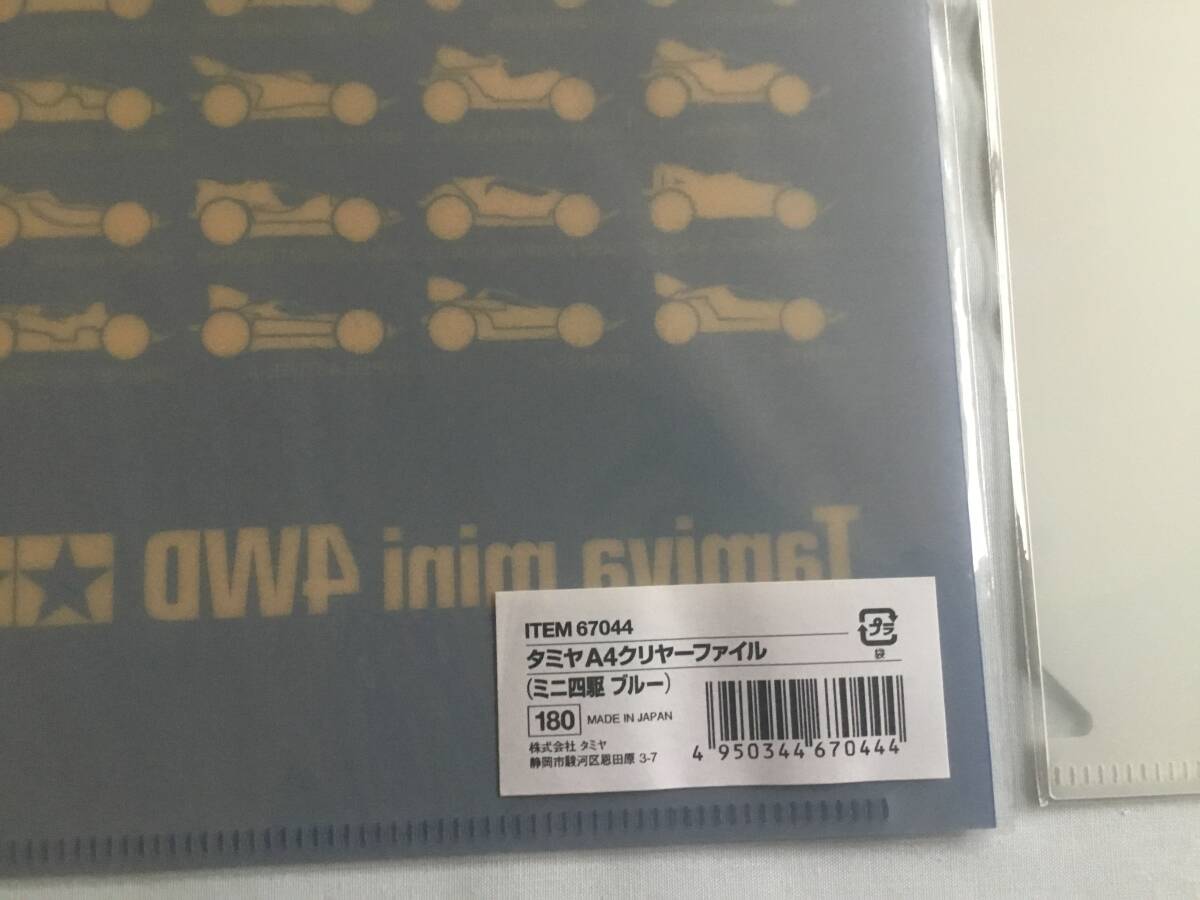 Tamiya mini 4WD
ITEM 67044
タミヤA4クリヤーファイル
(ミニ四駆 ブルー)
180 MADE IN JAPAN
株式会社 タミヤ
静岡市駿河区恩田原 3-7
プラ
袋
4 950344 670444